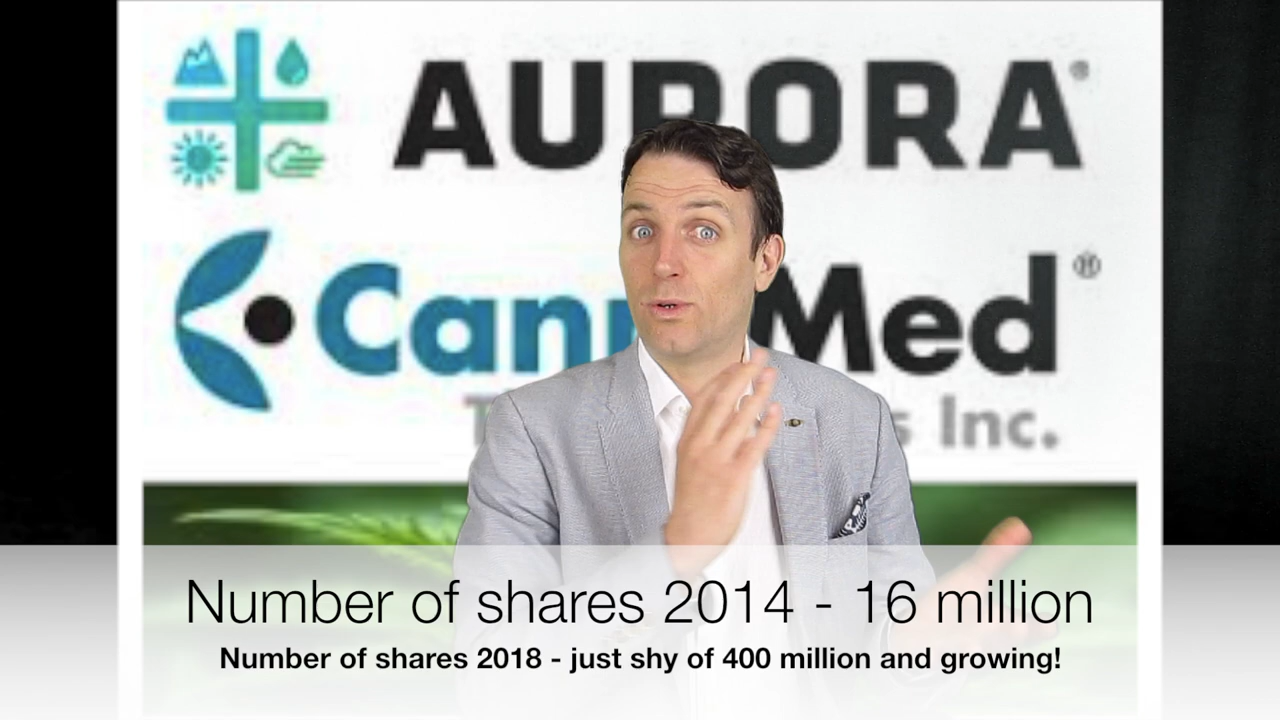 AURORA®
CanniMed®
Inc.
Number of shares 2014 - 16 million
Number of shares 2018 - just shy of 400 million and growing!